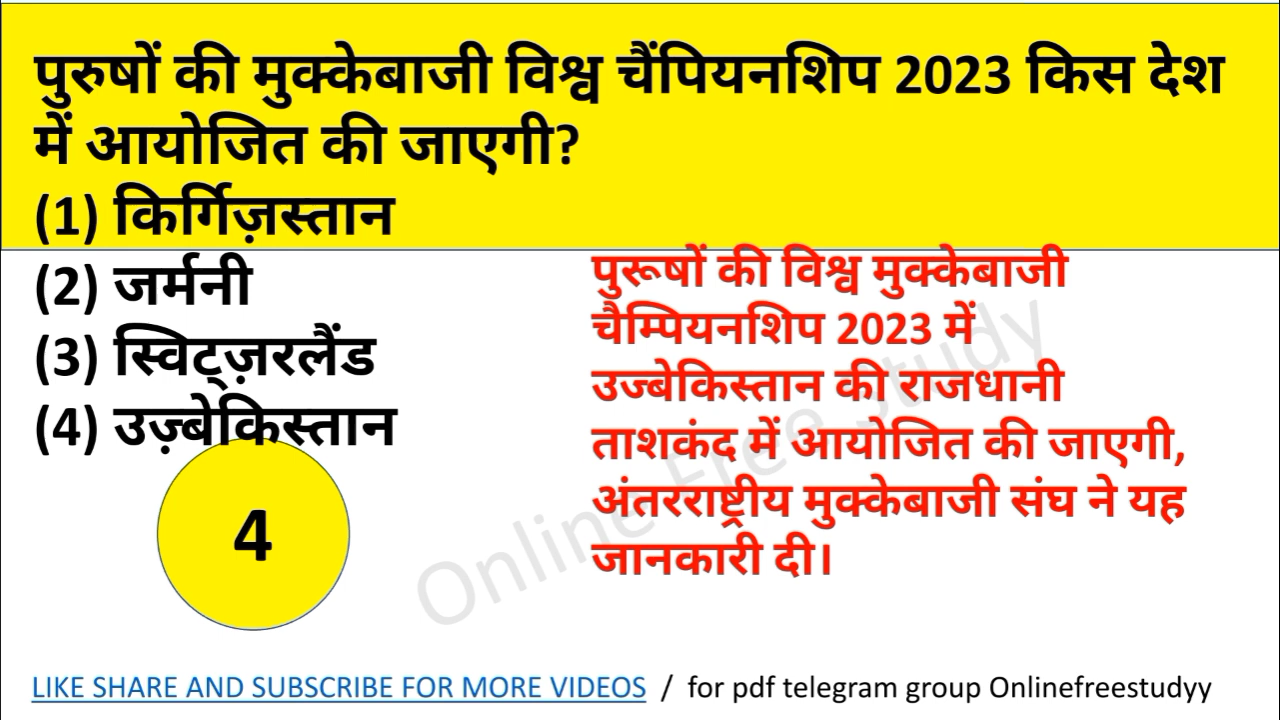 पुरुषों की मुक्केबाजी विश्व चैंपियनशिप 2023 किस देश
में आयोजित की जाएगी?
(1) किर्गिज़स्तान
(2) जर्मनी
(3) स्विट्ज़रलैंड
(4) उज़्बेकिस्तान
4
पुरूषों की विश्व मुक्केबाजी
चैम्पियनशिप 2023 में
उज्बेकिस्तान की राजधानी
ताशकंद में आयोजित की जाएगी,
अंतरराष्ट्रीय मुक्केबाजी संघ ने यह
जानकारी दी।
Online Free Study
LIKE SHARE AND SUBSCRIBE FOR MORE VIDEOS / for pdf telegram group Onlinefreestudyy